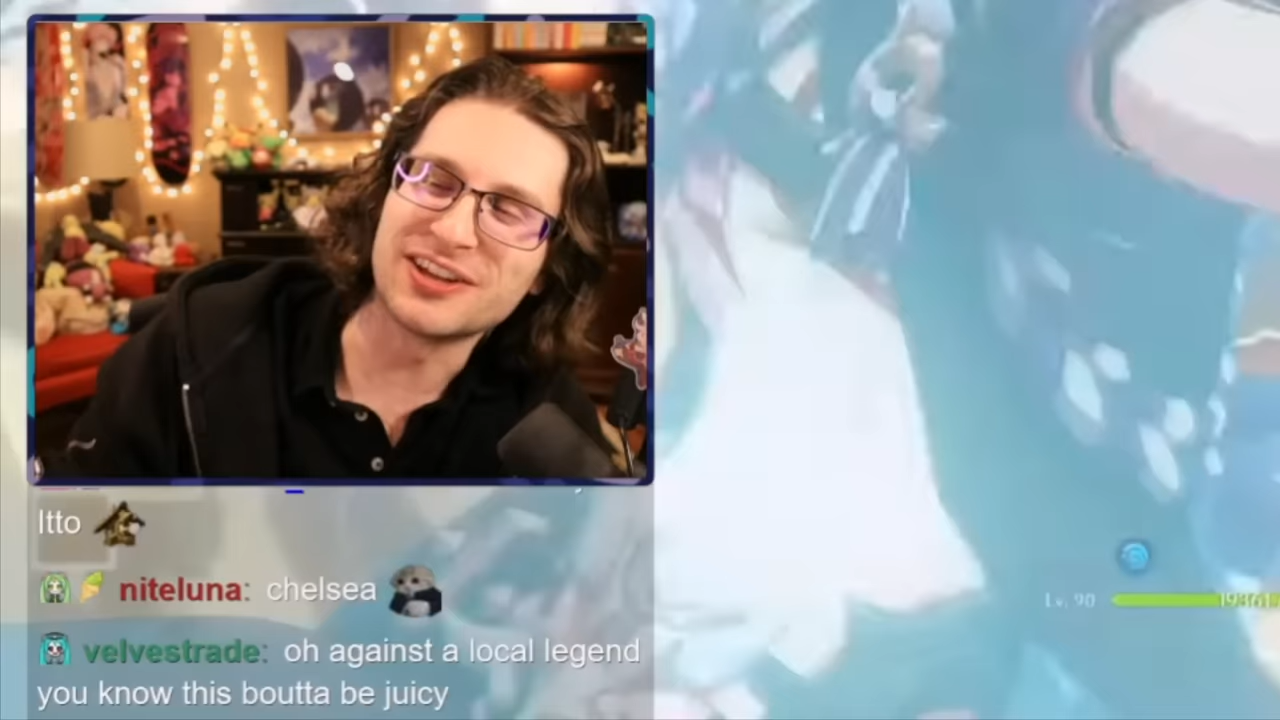 Itto
niteluna: chelsea
velvestrade: oh against a local legend
you know this boutta be juicy
Lv. 90